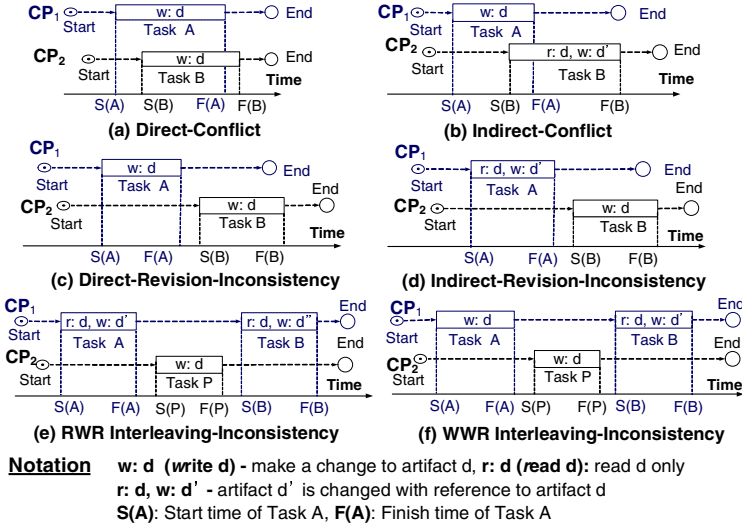 CP1 Start w: d Task A End
CP2 Start w: d Task B End
Time
S(A) S(B) F(A) F(B)
(a) Direct-Conflict
CP1 Start w: d Task A End
CP2 Start r: d, w: d' Task B End
Time
S(A) S(B) F(A) F(B)
(b) Indirect-Conflict
CP1 Start w: d Task A End
CP2 Start w: d Task B End
Time
S(A) F(A) S(B) F(B)
(c) Direct-Revision-Inconsistency
CP1 Start r: d, w: d' Task A End
CP2 Start w: d Task B End
Time
S(A) F(A) S(B) F(B)
(d) Indirect-Revision-Inconsistency
CP1 Start r: d, w: d' Task A r: d, w: d" Task B End
CP2 Start w: d Task P End
Time
S(A) F(A) S(P) F(P) S(B) F(B)
(e) RWR Interleaving-Inconsistency
CP1 Start w: d Task A r: d, w: d' Task B End
CP2 Start w: d Task P End
Time
S(A) F(A) S(P) F(P) S(B) F(B)
(f) WWR Interleaving-Inconsistency
Notation w: d (write d) - make a change to artifact d, r: d (read d): read d only
r: d, w: d' - artifact d' is changed with reference to artifact d
S(A): Start time of Task A, F(A): Finish time of Task A